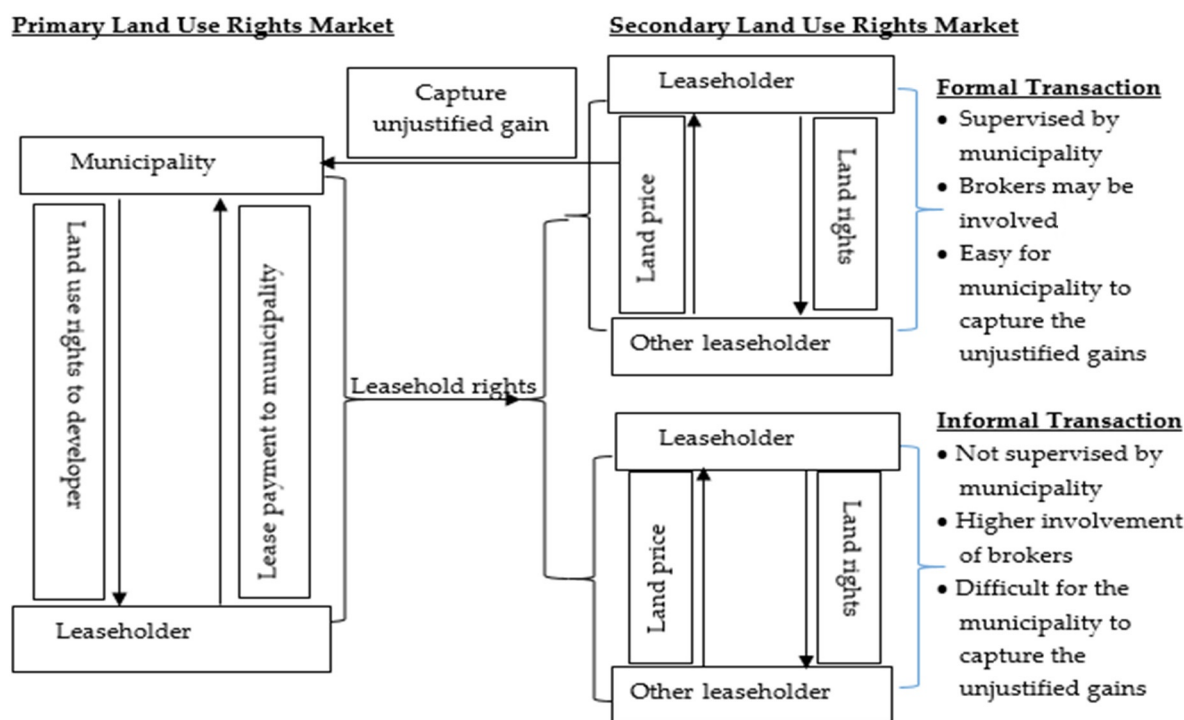 Primary Land Use Rights Market
Secondary Land Use Rights Market
Capture
unjustified gain
Municipality
Land use rights to developer
Lease payment to municipality
Leaseholder
Leasehold rights
Leaseholder
Land price
Land rights
Other leaseholder
Formal Transaction
• Supervised by
municipality
• Brokers may be
involved
• Easy for
municipality to
capture the
unjustified gains
Leaseholder
Land price
Land rights
Other leaseholder
Informal Transaction
• Not supervised by
municipality
• Higher involvement
of brokers
• Difficult for the
municipality to
capture the
unjustified gains